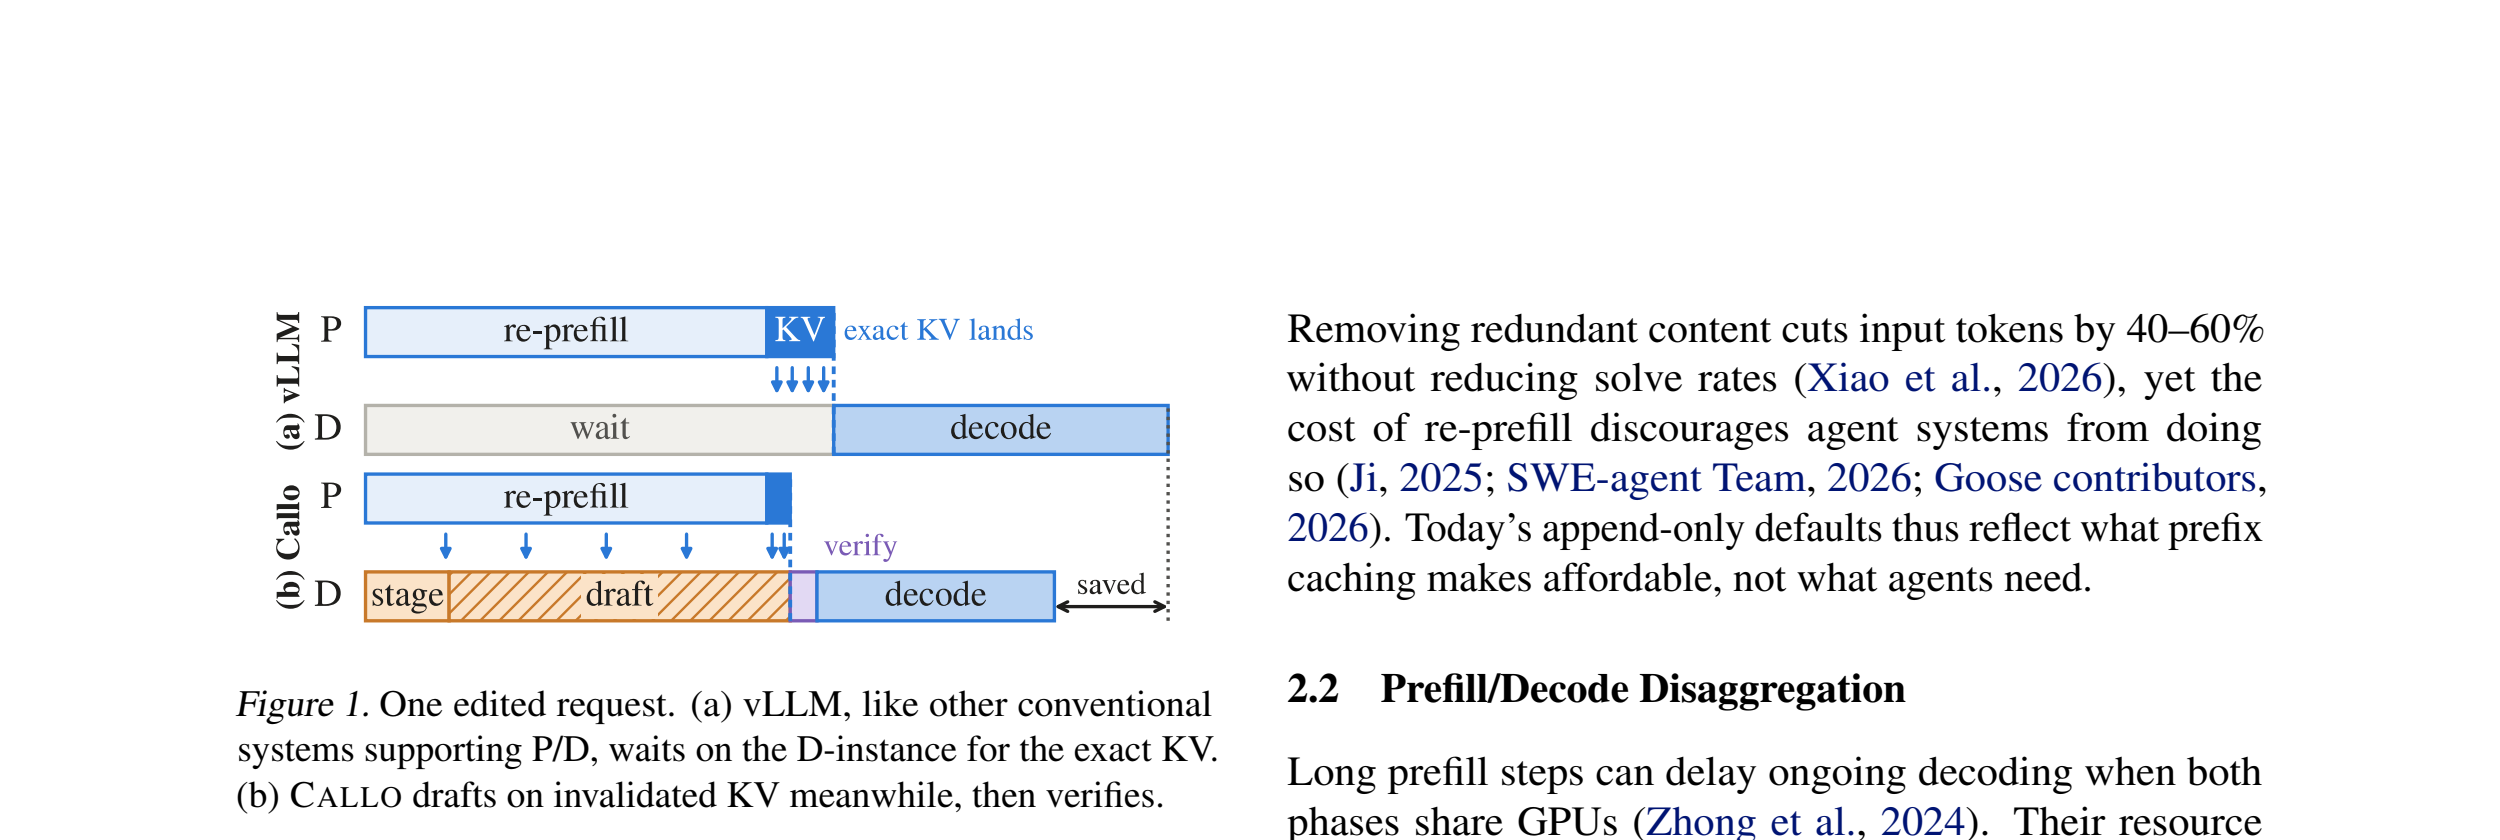 (a) vLLM
P
re-prefill
KV
exact KV lands
D
wait
decode
(b) Callo
P
re-prefill
verify
D
stage
draft
decode
saved
Figure 1. One edited request. (a) vLLM, like other conventional
systems supporting P/D, waits on the D-instance for the exact KV.
(b) CALLO drafts on invalidated KV meanwhile, then verifies.
Removing redundant content cuts input tokens by 40–60%
without reducing solve rates (Xiao et al., 2026), yet the
cost of re-prefill discourages agent systems from doing
so (Ji, 2025; SWE-agent Team, 2026; Goose contributors,
2026). Today's append-only defaults thus reflect what prefix
caching makes affordable, not what agents need.
2.2 Prefill/Decode Disaggregation
Long prefill steps can delay ongoing decoding when both
phases share GPUs (Zhong et al., 2024). Their resource